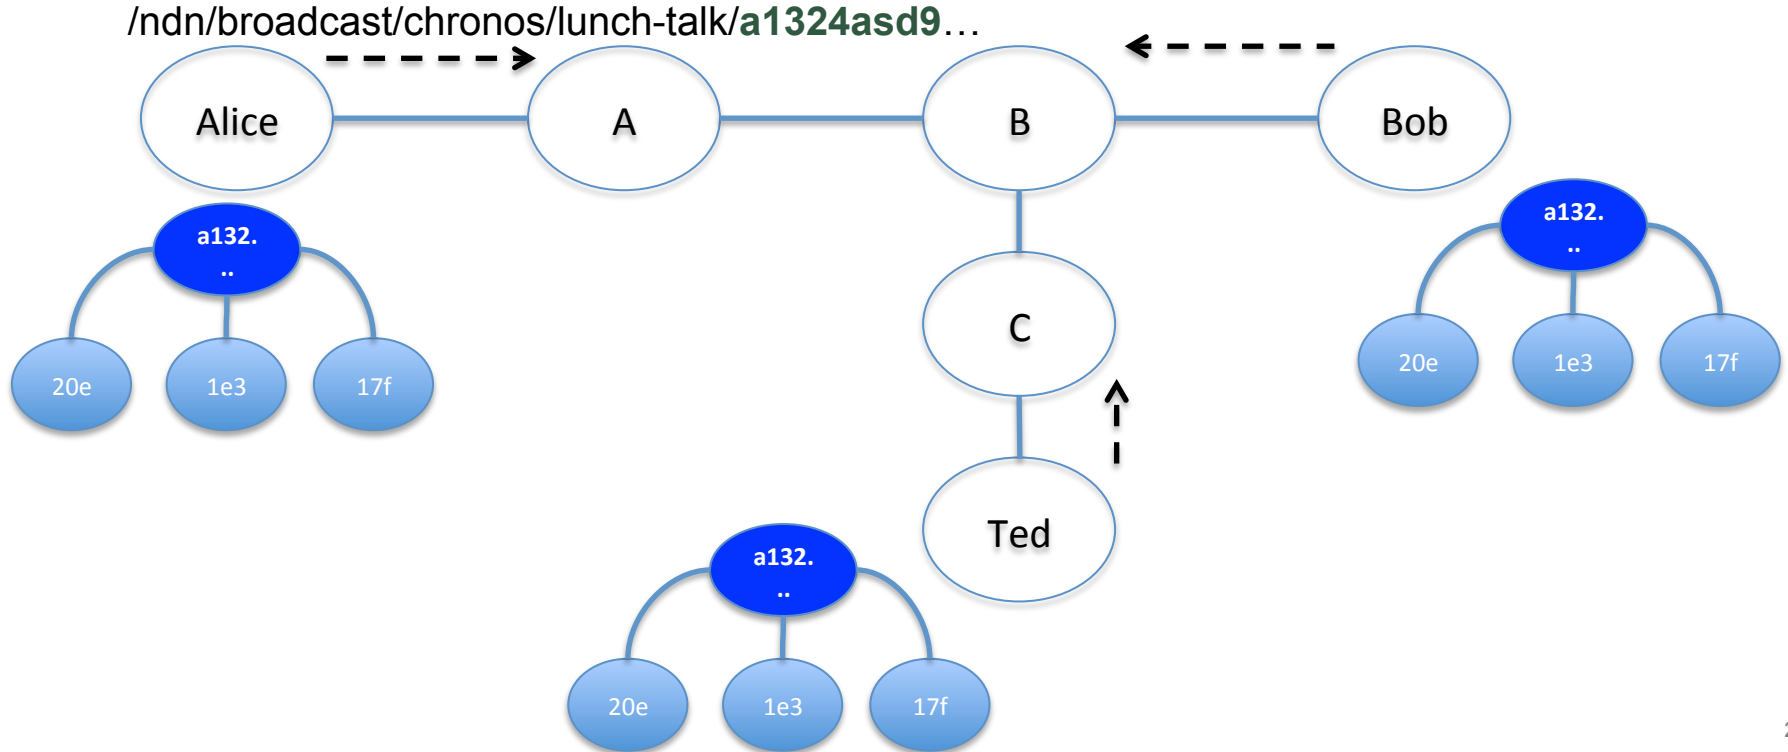 /ndn/broadcast/chronos/lunch-talk/a1324asd9…
Alice
A
B
Bob
a132.
..
20e
1e3
17f
a132.
..
20e
1e3
17f
C
Ted
a132.
..
20e
1e3
17f